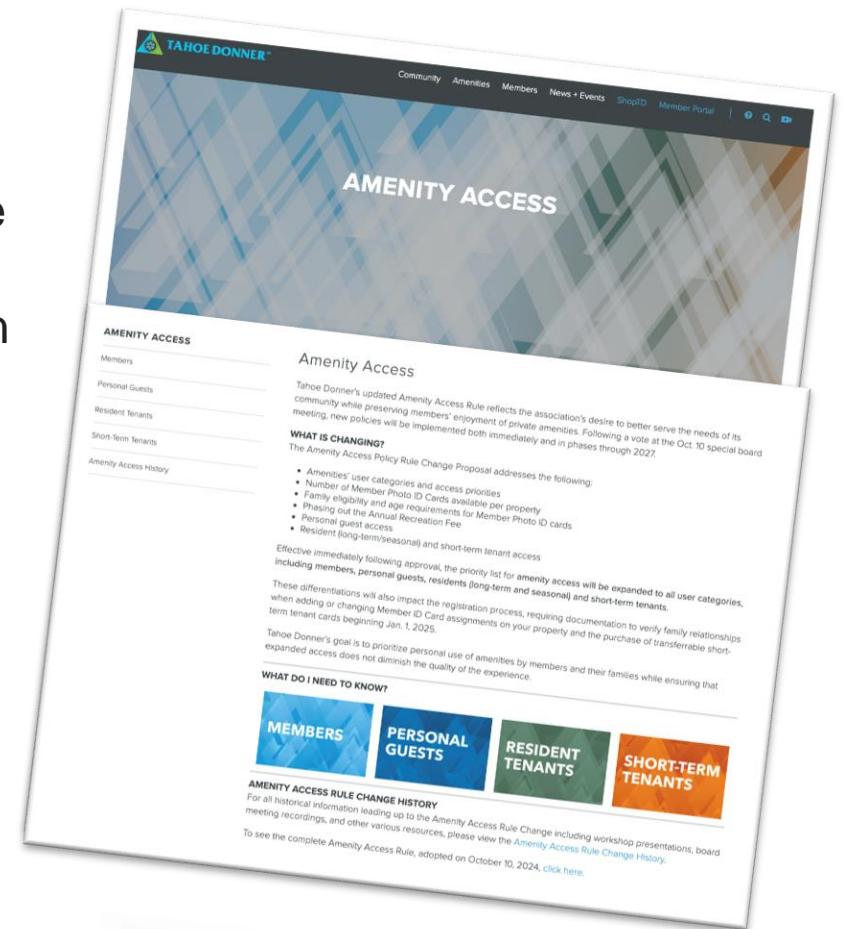 TAHOE DONNER
Community Amenities Members News + Events ShopTD Member Portal
AMENITY ACCESS
e
n
AMENITY ACCESS
Members
Personal Guests
Resident Tenants
Short-Term Tenants
Amenity Access History
Amenity Access
Tahoe Donner's updated Amenity Access Rule reflects the association's desire to better serve the needs of its
community while preserving members' enjoyment of private amenities. Following a vote at the Oct. 10 special board
meeting, new policies will be implemented both immediately and in phases through 2027.
WHAT IS CHANGING?
The Amenity Access Policy Rule Change Proposal addresses the following:
• Amenities' user categories and access priorities
• Number of Member Photo ID Cards available per property
• Family eligibility and age requirements for Member Photo ID cards
• Phasing out the Annual Recreation Fee
• Personal guest access
• Resident (long-term/seasonal) and short-term tenant access
Effective immediately following approval, the priority list for amenity access will be expanded to all user categories,
including members, personal guests, residents (long-term and seasonal) and short-term tenants.
These differentiations will also impact the registration process, requiring documentation to verify family relationships
when adding or changing Member ID Card assignments on your property and the purchase of transferrable short-
term tenant cards beginning Jan. 1, 2025.
Tahoe Donner's goal is to prioritize personal use of amenities by members and their families while ensuring that
expanded access does not diminish the quality of the experience.
WHAT DO I NEED TO KNOW?
MEMBERS
PERSONAL
GUESTS
RESIDENT
TENANTS
SHORT-TERM
TENANTS
AMENITY ACCESS RULE CHANGE HISTORY
For all historical information leading up to the Amenity Access Rule Change including workshop presentations, board
meeting recordings, and other various resources, please view the Amenity Access Rule Change History.
To see the complete Amenity Access Rule, adopted on October 10, 2024, click here.